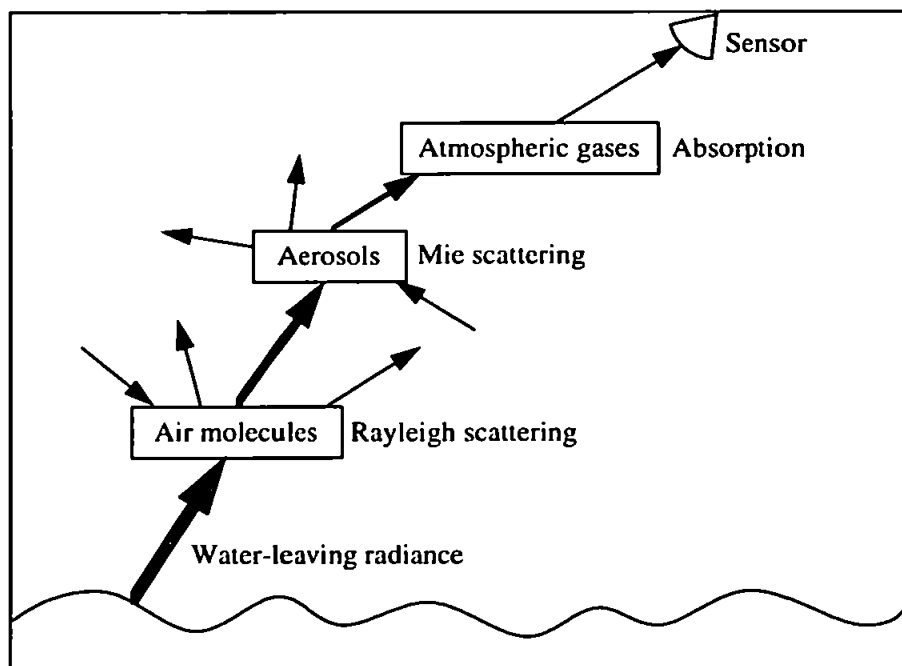 Sensor
Atmospheric gases Absorption
Aerosols Mie scattering
Air molecules Rayleigh scattering
Water-leaving radiance